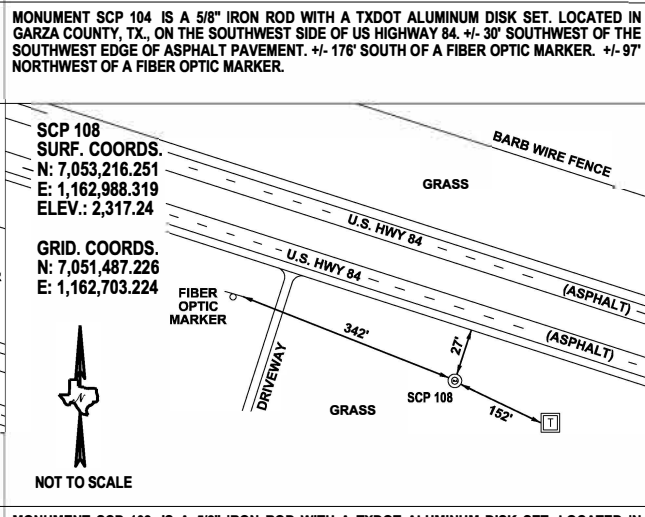 MONUMENT SCP 104 IS A 5/8" IRON ROD WITH A TXDOT ALUMINUM DISK SET. LOCATED IN
GARZA COUNTY, TX., ON THE SOUTHWEST SIDE OF US HIGHWAY 84. +/- 30' SOUTHWEST OF THE
SOUTHWEST EDGE OF ASPHALT PAVEMENT. +/- 176' SOUTH OF A FIBER OPTIC MARKER. +/- 97'
NORTHWEST OF A FIBER OPTIC MARKER.
SCP 108
SURF. COORDS.
N: 7,053,216.251
E: 1,162,988.319
ELEV.: 2,317.24
GRID. COORDS.
N: 7,051,487.226
E: 1,162,703.224
BARB WIRE FENCE
GRASS
U.S. HWY 84
(ASPHALT)
U.S. HWY 84
(ASPHALT)
FIBER
OPTIC
MARKER
342'
27'
DRIVEWAY
SCP 108
152'
T
GRASS
N
NOT TO SCALE